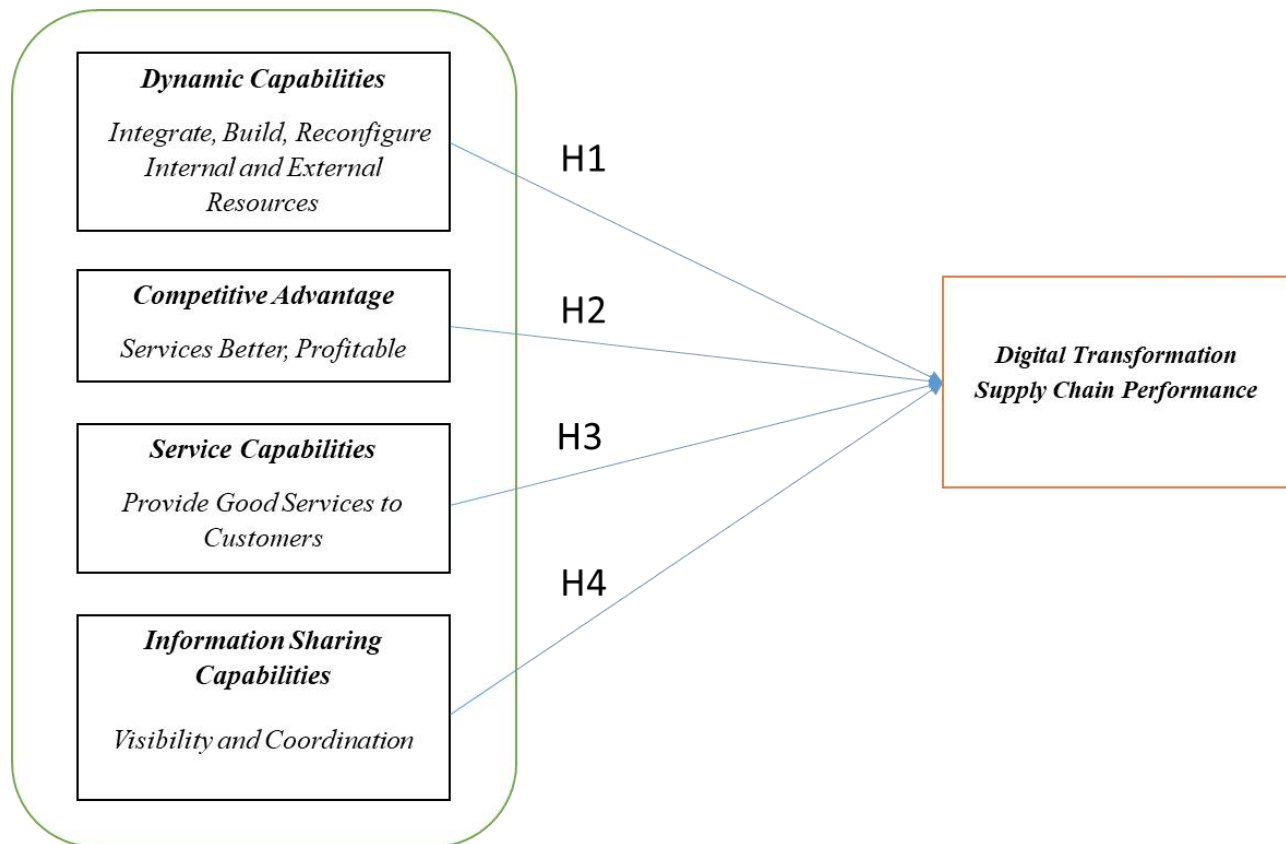 Dynamic Capabilities
Integrate, Build, Reconfigure
Internal and External
Resources
H1
Competitive Advantage
Services Better, Profitable
H2
Service Capabilities
Provide Good Services to
Customers
H3
Information Sharing
Capabilities
Visibility and Coordination
H4
Digital Transformation
Supply Chain Performance